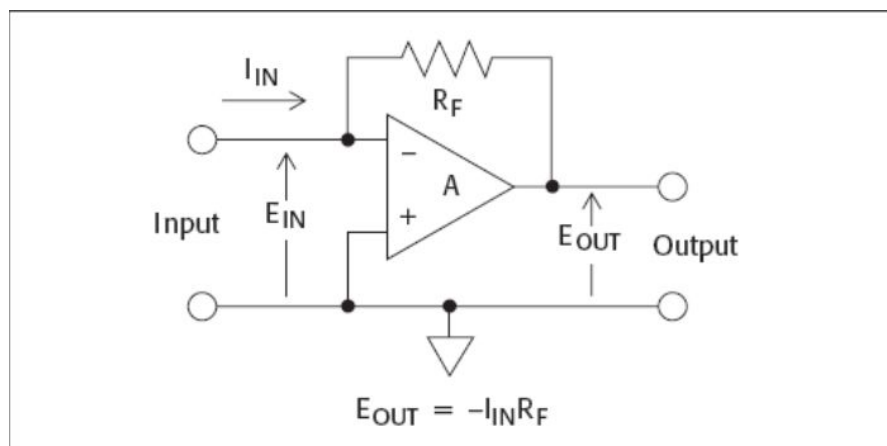 I_IN
R_F
−
A
E_IN
+
Input
E_OUT
Output
E_OUT = −I_IN R_F